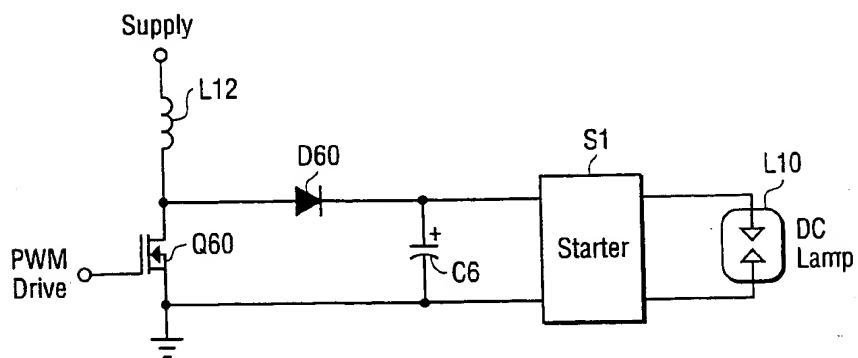 Supply
L12
D60
S1
L10
Q60
+
C6
Starter
DC
Lamp
PWM
Drive